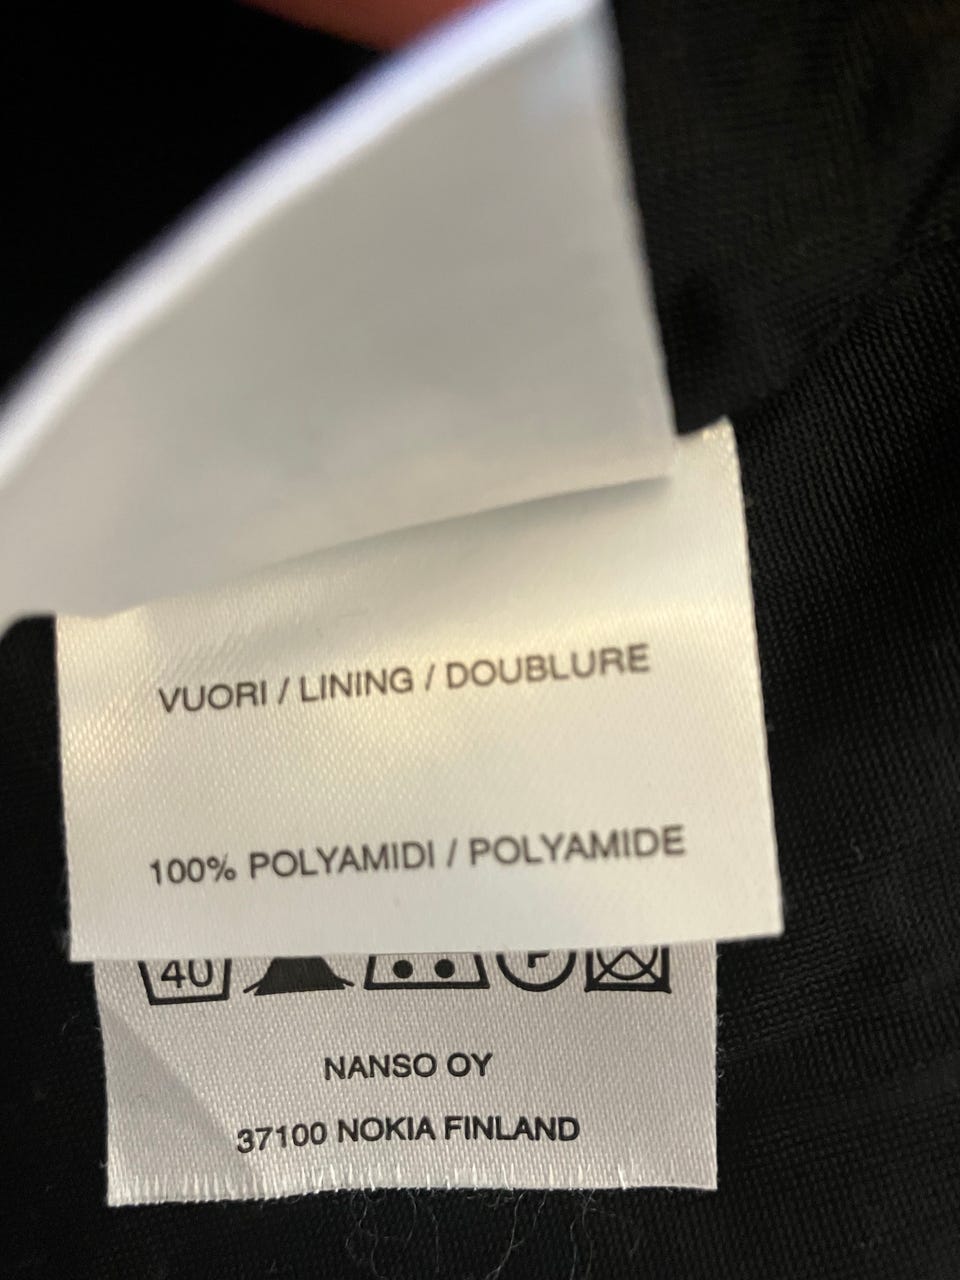 VUORI / LINING / DOUBLURE
100% POLYAMIDI / POLYAMIDE
40 P
NANSO OY
37100 NOKIA FINLAND